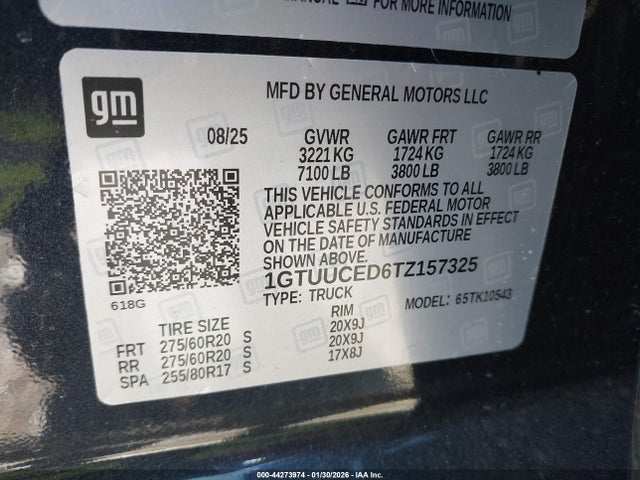 MANUAL FOR MORE INFORMATION
gm
MFD BY GENERAL MOTORS LLC
08/25 GVWR GAWR FRT GAWR RR
3221 KG 1724 KG 1724 KG
7100 LB 3800 LB 3800 LB
THIS VEHICLE CONFORMS TO ALL
APPLICABLE U.S. FEDERAL MOTOR
VEHICLE SAFETY STANDARDS IN EFFECT
ON THE DATE OF MANUFACTURE
SHOWN ABOVE.
1GTUUCED6TZ157325
618G
TYPE: TRUCK MODEL: 65TK10543
TIRE SIZE RIM
FRT 275/60R20 S 20X9J
RR 275/60R20 S 20X9J
SPA 255/80R17 S 17X8J
000 - 44273974 - 01/30/2026 - IAA Inc.